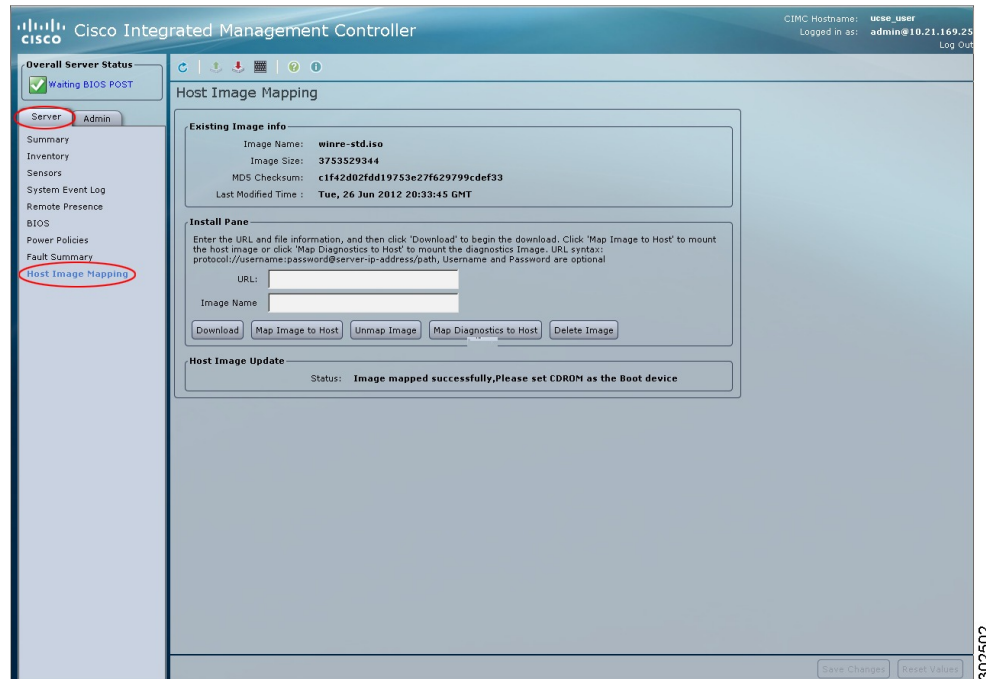 CISCO
Cisco Integrated Management Controller
CIMC Hostname: ucse_user
Logged in as: admin@10.21.169.25
Log Out
Overall Server Status
Waiting BIOS POST
Server Admin
Summary
Inventory
Sensors
System Event Log
Remote Presence
BIOS
Power Policies
Fault Summary
Host Image Mapping
Host Image Mapping
Existing Image info
Image Name: winre-std.iso
Image Size: 3753529344
MD5 Checksum: c1f42d02fdd19753e27f629799cdef33
Last Modified Time : Tue, 26 Jun 2012 20:33:45 GMT
Install Pane
Enter the URL and file information, and then click 'Download' to begin the download. Click 'Map Image to Host' to mount
the host image or click 'Map Diagnostics to Host' to mount the diagnostics Image. URL syntax:
protocol://username:password@server-ip-address/path, Username and Password are optional
URL:
Image Name
Download Map Image to Host Unmap Image Map Diagnostics to Host Delete Image
Host Image Update
Status: Image mapped successfully,Please set CDROM as the Boot device
Save Changes Reset Values
302502